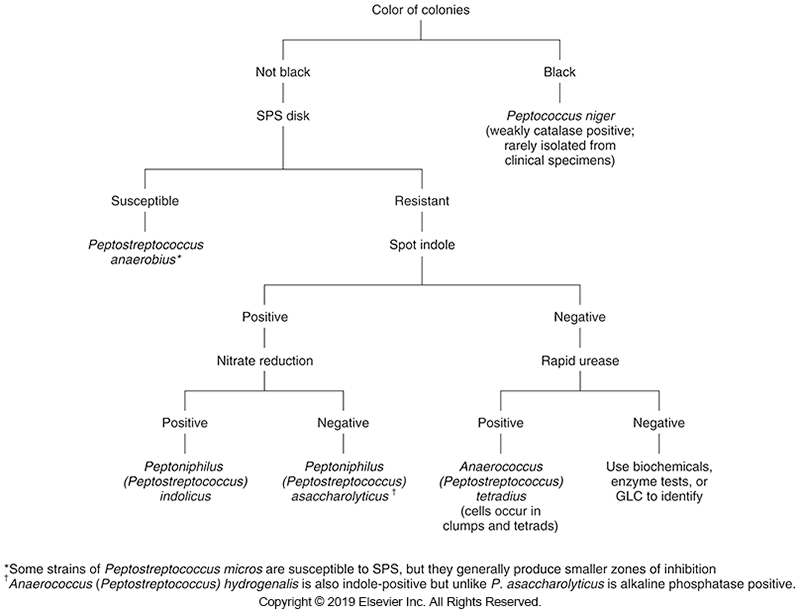 Color of colonies
Not black
Black
SPS disk
Peptococcus niger
(weakly catalase positive;
rarely isolated from
clinical specimens)
Susceptible
Resistant
Peptostreptococcus
anaerobius*
Spot indole
Positive
Negative
Nitrate reduction
Rapid urease
Positive
Negative
Positive
Negative
Peptoniphilus
(Peptostreptococcus)
indolicus
Peptoniphilus
(Peptostreptococcus)
asaccharolyticus †
Anaerococcus
(Peptostreptococcus)
tetradius
(cells occur in
clumps and tetrads)
Use biochemicals,
enzyme tests, or
GLC to identify
*Some strains of Peptostreptococcus micros are susceptible to SPS, but they generally produce smaller zones of inhibition
†Anaerococcus (Peptostreptococcus) hydrogenalis is also indole-positive but unlike P. asaccharolyticus is alkaline phosphatase positive.
Copyright © 2019 Elsevier Inc. All Rights Reserved.